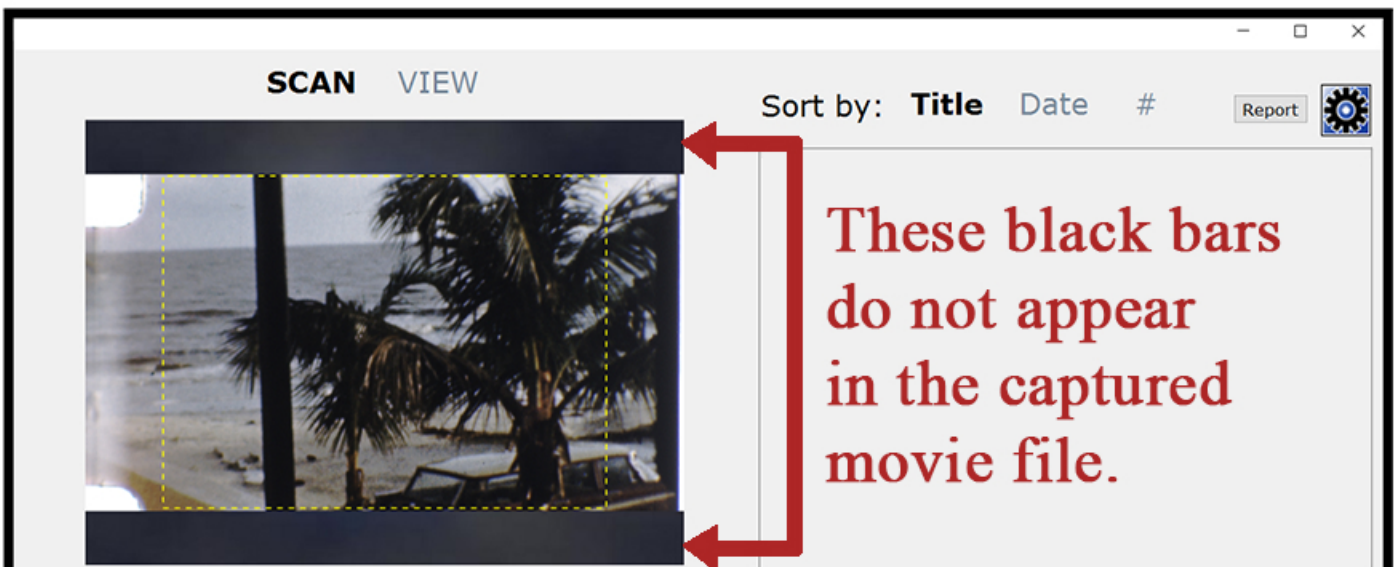 SCAN VIEW
Sort by: Title Date #
Report
These black bars
do not appear
in the captured
movie file.